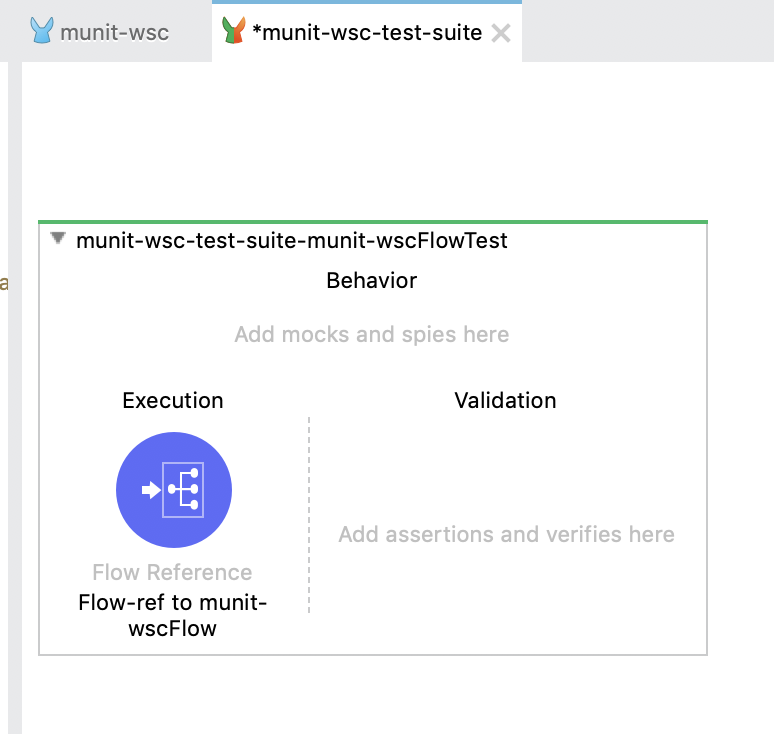 munit-wsc
*munit-wsc-test-suite
munit-wsc-test-suite-munit-wscFlowTest
Behavior
Add mocks and spies here
Execution
Validation
Add assertions and verifies here
Flow Reference
Flow-ref to munit-
wscFlow